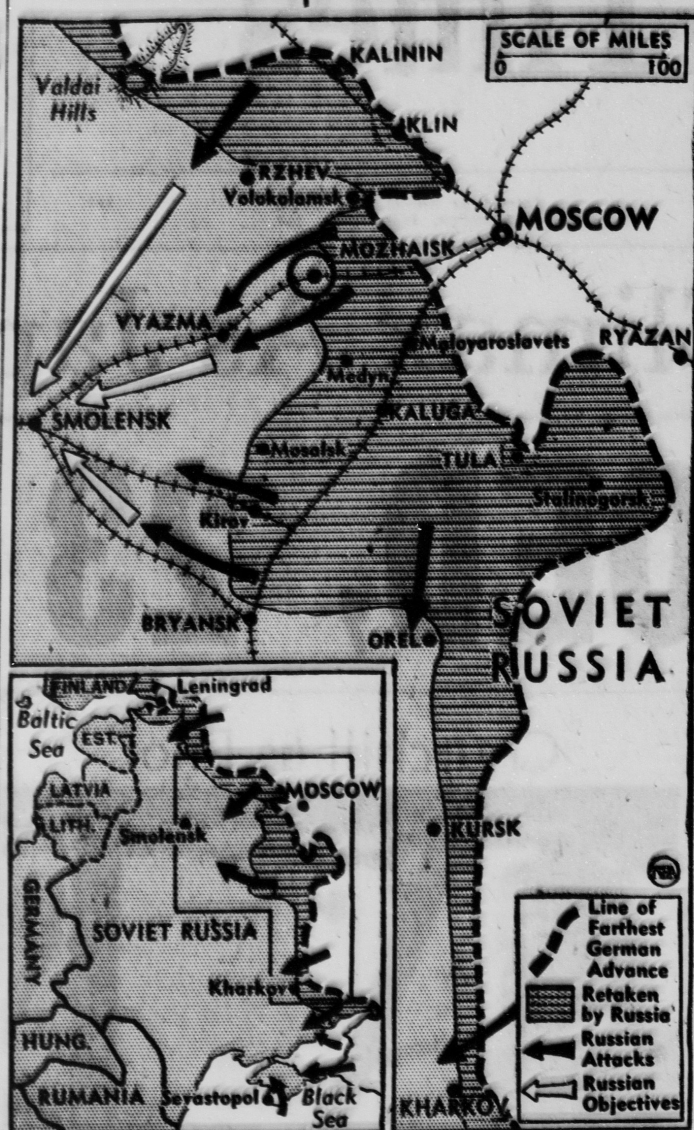 SCALE OF MILES
0 100
KALININ
Valdai
Hills
KLIN
RZHEV
Volokolamsk
MOSCOW
MOZHAISK
VYAZMA
Maloyaroslavets
RYAZAN
Medyn
SMOLENSK
KALUGA
Mosalsk
TULA
Stalinogorsk
Kirov
BRYANSK
OREL
SOVIET
RUSSIA
FINLAND
Leningrad
Baltic
Sea
EST.
LATVIA
MOSCOW
LITH.
Smolensk
KURSK
GERMANY
SOVIET RUSSIA
Kharkov
HUNG.
RUMANIA
Sevastopol
Black
Sea
KHARKOV
NEA
Line of
Farthest
German
Advance
Retaken
by Russia
Russian
Attacks
Russian
Objectives